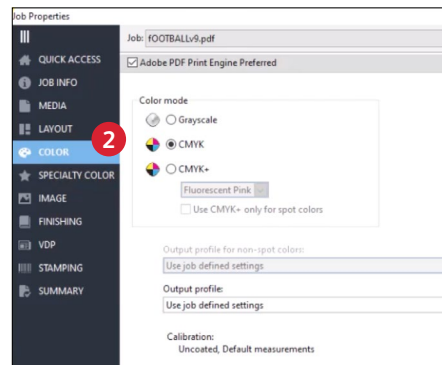 Job Properties
Job: fOOTBALLv9.pdf
QUICK ACCESS
JOB INFO
MEDIA
LAYOUT
COLOR
SPECIALTY COLOR
IMAGE
FINISHING
VDP
STAMPING
SUMMARY
2
Adobe PDF Print Engine Preferred
Color mode
Grayscale
CMYK
CMYK+
Fluorescent Pink
Use CMYK+ only for spot colors
Output profile for non-spot colors:
Use job defined settings
Output profile:
Use job defined settings
Calibration:
Uncoated, Default measurements